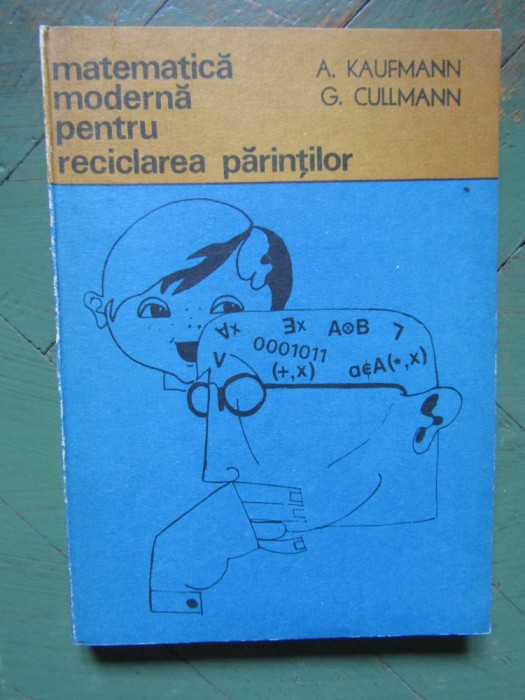 matematică
modernă
pentru
reciclarea părinților
A. KAUFMANN
G. CULLMANN
∀x ∃x A⊗B >
0001011
∨ (+,x) a∉A(*,x)